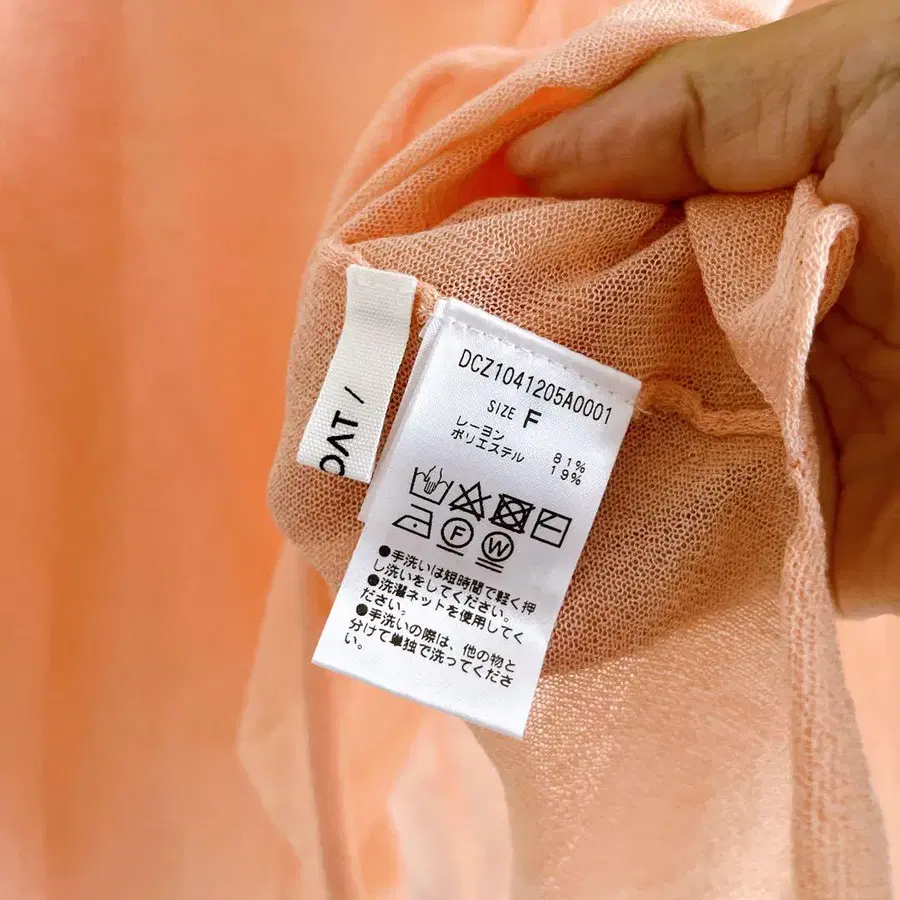 OAT /
DCZ1041205A0001
SIZE F
レーヨン 81%
ポリエステル 19%
F W
●手洗いは短時間で軽く押
し洗いをしてください。
●洗濯ネットを使用してく
ださい。
●手洗いの際は、他の物と
分けて単独で洗ってくださ
い。